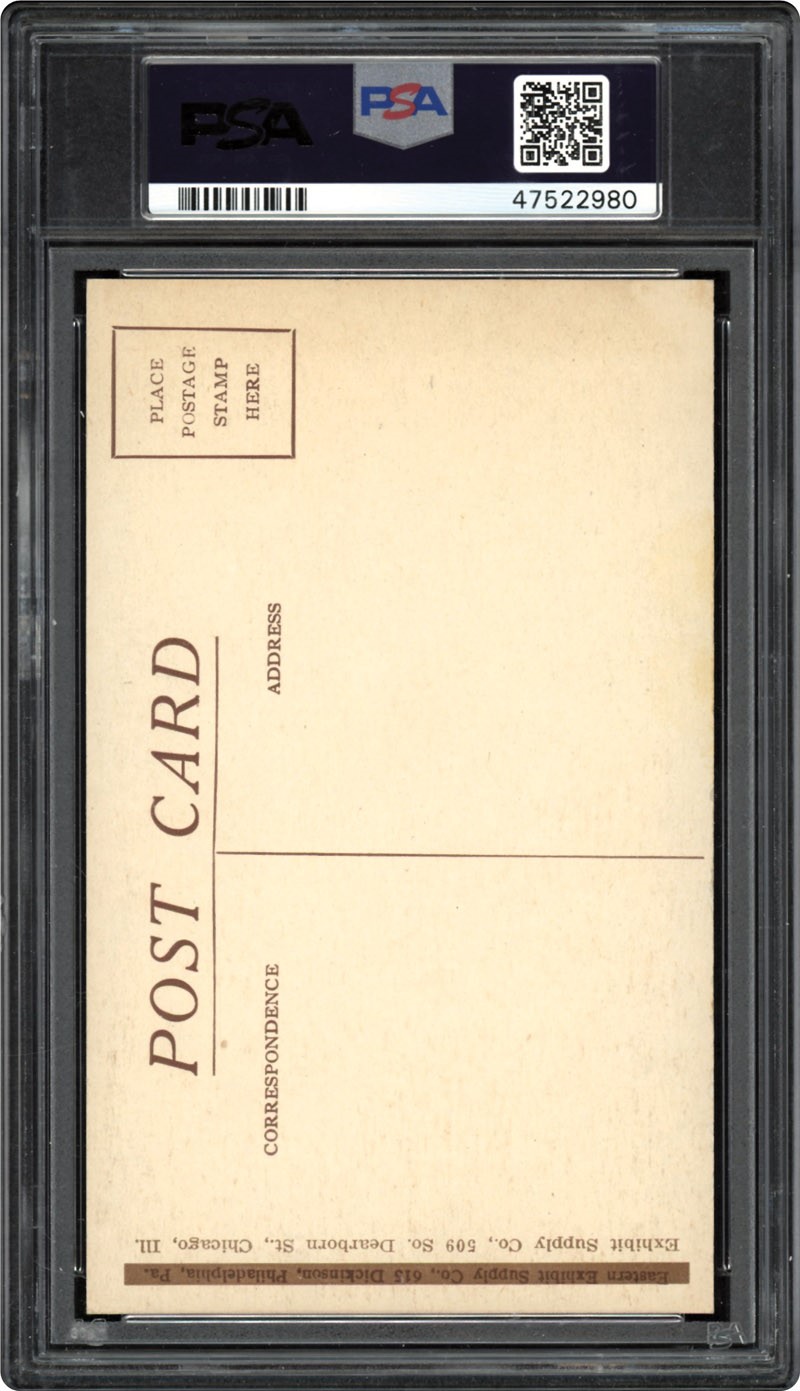 PSA
PSA
47522980
PLACE
POSTAGE
STAMP
HERE
POST CARD
ADDRESS
CORRESPONDENCE
Exhibit Supply Co., 509 So. Dearborn St., Chicago, Ill.
Eastern Exhibit Supply Co., 615 Dickinson, Philadelphia, Pa.